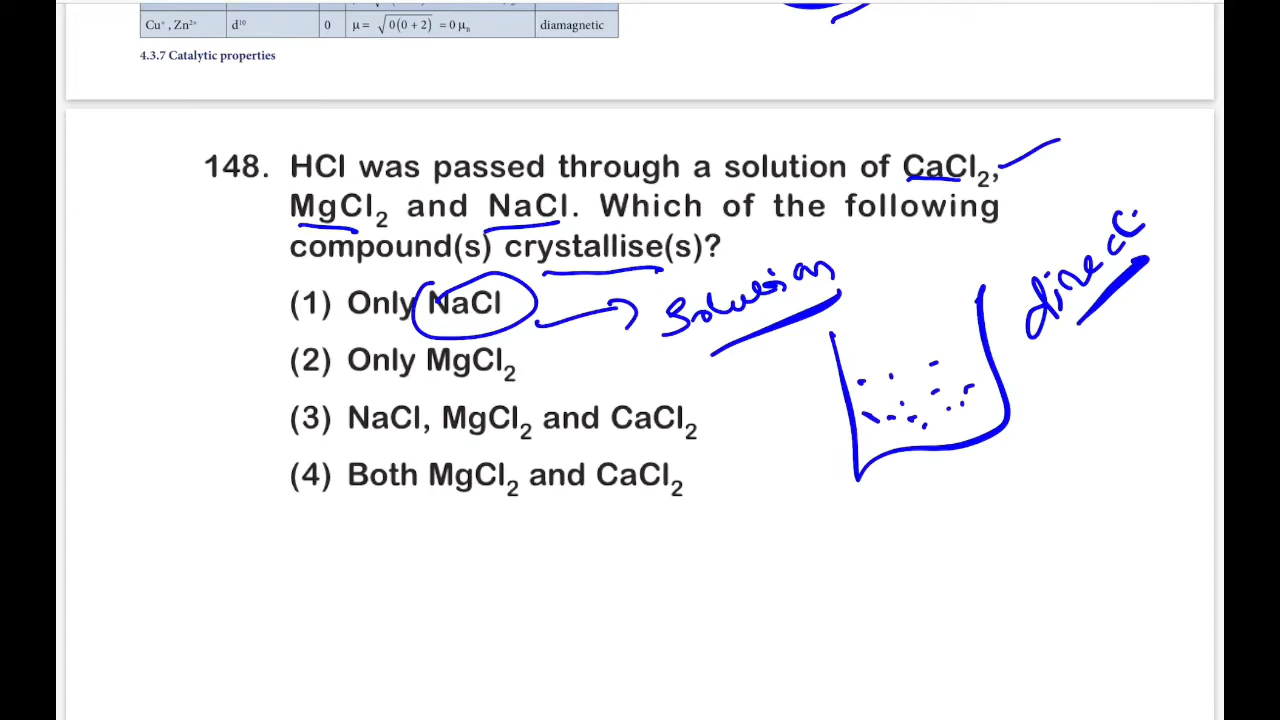 Cu⁺, Zn²⁺ d¹⁰ 0 μ = √0(0 + 2) = 0 μB diamagnetic
4.3.7 Catalytic properties
148. HCl was passed through a solution of CaCl₂,
MgCl₂ and NaCl. Which of the following
compound(s) crystallise(s)?
(1) Only NaCl
solution
direct
(2) Only MgCl₂
(3) NaCl, MgCl₂ and CaCl₂
(4) Both MgCl₂ and CaCl₂